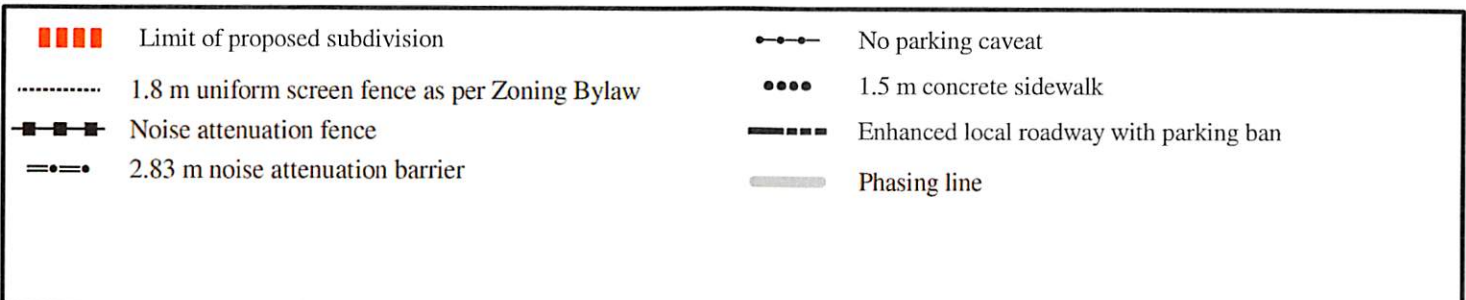 Limit of proposed subdivision
1.8 m uniform screen fence as per Zoning Bylaw
Noise attenuation fence
2.83 m noise attenuation barrier
No parking caveat
1.5 m concrete sidewalk
Enhanced local roadway with parking ban
Phasing line